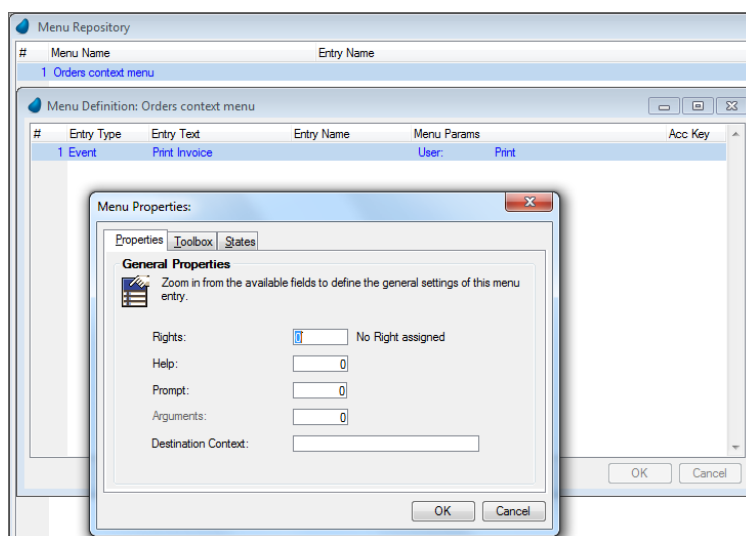 Menu Repository
# Menu Name Entry Name
1 Orders context menu
Menu Definition: Orders context menu
# Entry Type Entry Text Entry Name Menu Params Acc Key
1 Event Print Invoice User: Print
Menu Properties:
Properties Toolbox States
General Properties
Zoom in from the available fields to define the general settings of this menu
entry.
Rights: 0 No Right assigned
Help: 0
Prompt: 0
Arguments: 0
Destination Context:
OK Cancel
OK Cancel